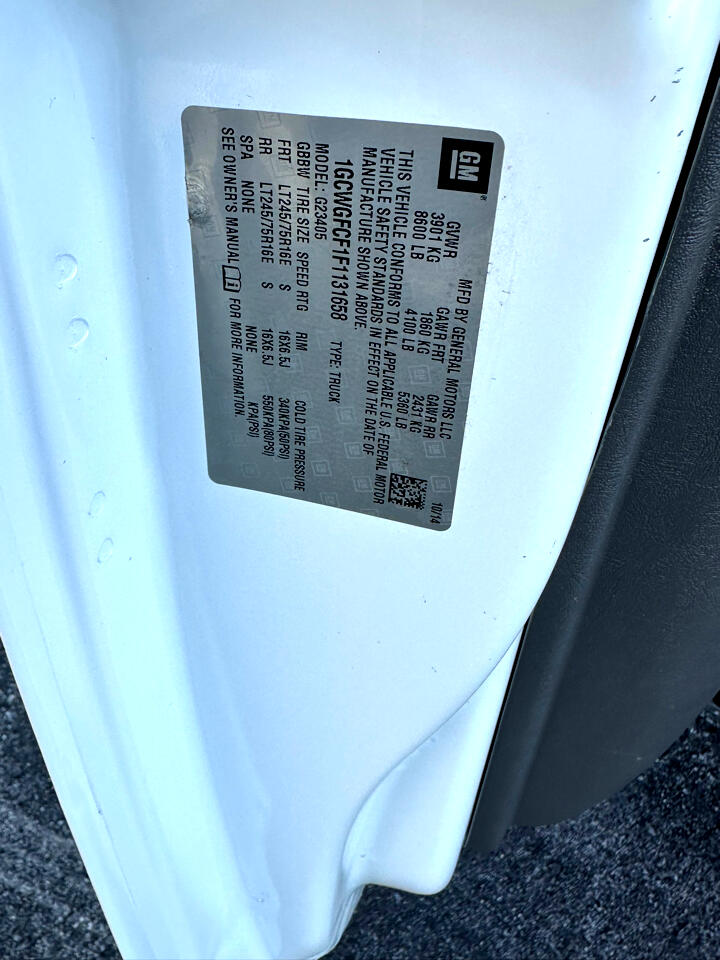 GM®
MFD BY GENERAL MOTORS LLC 10/14
GVWR GAWR FRT GAWR RR
3901 KG 1860 KG 2431 KG
8600 LB 4100 LB 5360 LB
THIS VEHICLE CONFORMS TO ALL APPLICABLE U.S. FEDERAL MOTOR
VEHICLE SAFETY STANDARDS IN EFFECT ON THE DATE OF
MANUFACTURE SHOWN ABOVE.
1GCWGFCF1F1131658 TYPE: TRUCK
MODEL: G23405
GBBW TIRE SIZE SPEED RTG RIM COLD TIRE PRESSURE
FRT LT245/75R16E S 16X6.5J 340KPA(50PSI)
RR LT245/75R16E S 16X6.5J 550KPA(80PSI)
SPA NONE NONE KPA(PSI)
SEE OWNER'S MANUAL i FOR MORE INFORMATION.